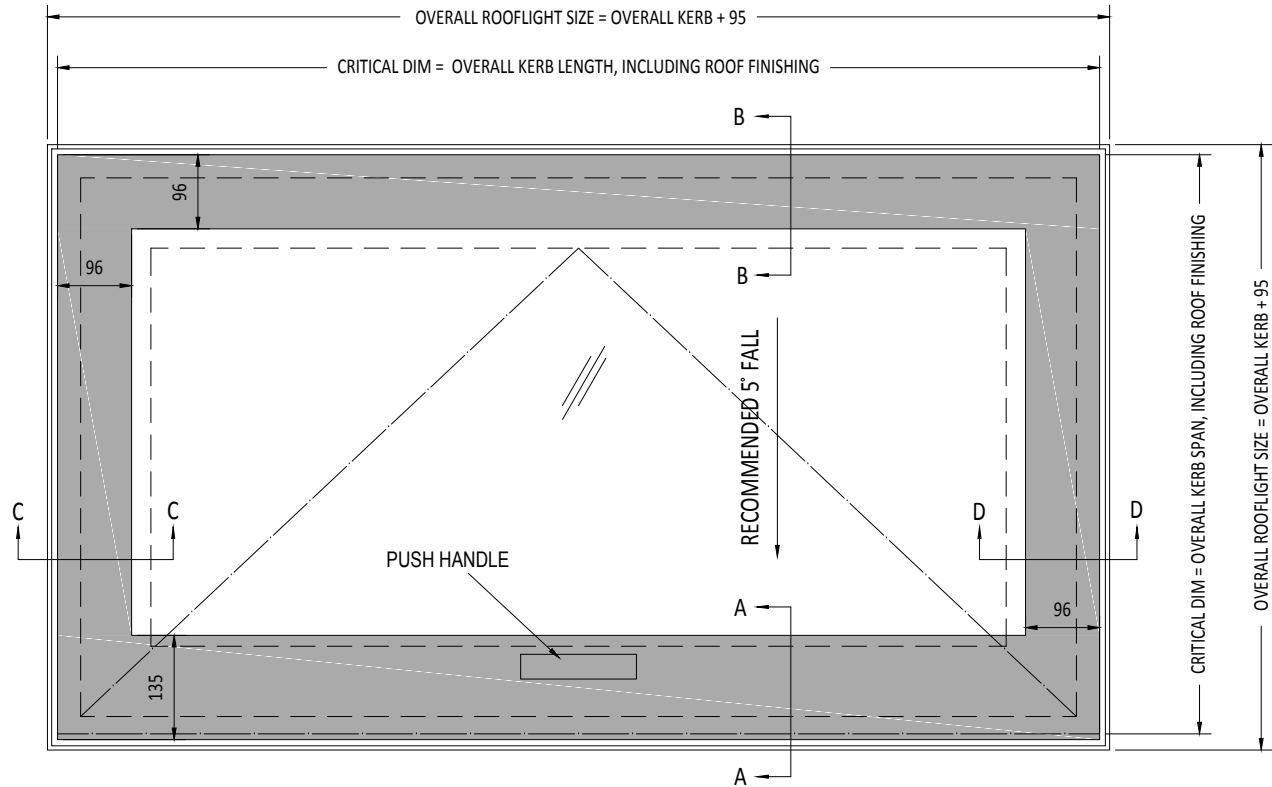 OVERALL ROOFLIGHT SIZE = OVERALL KERB + 95
CRITICAL DIM = OVERALL KERB LENGTH, INCLUDING ROOF FINISHING
B
96
96
B
RECOMMENDED 5° FALL
CRITICAL DIM = OVERALL KERB SPAN, INCLUDING ROOF FINISHING
OVERALL ROOFLIGHT SIZE = OVERALL KERB + 95
C
C
D
D
PUSH HANDLE
A
96
135
A